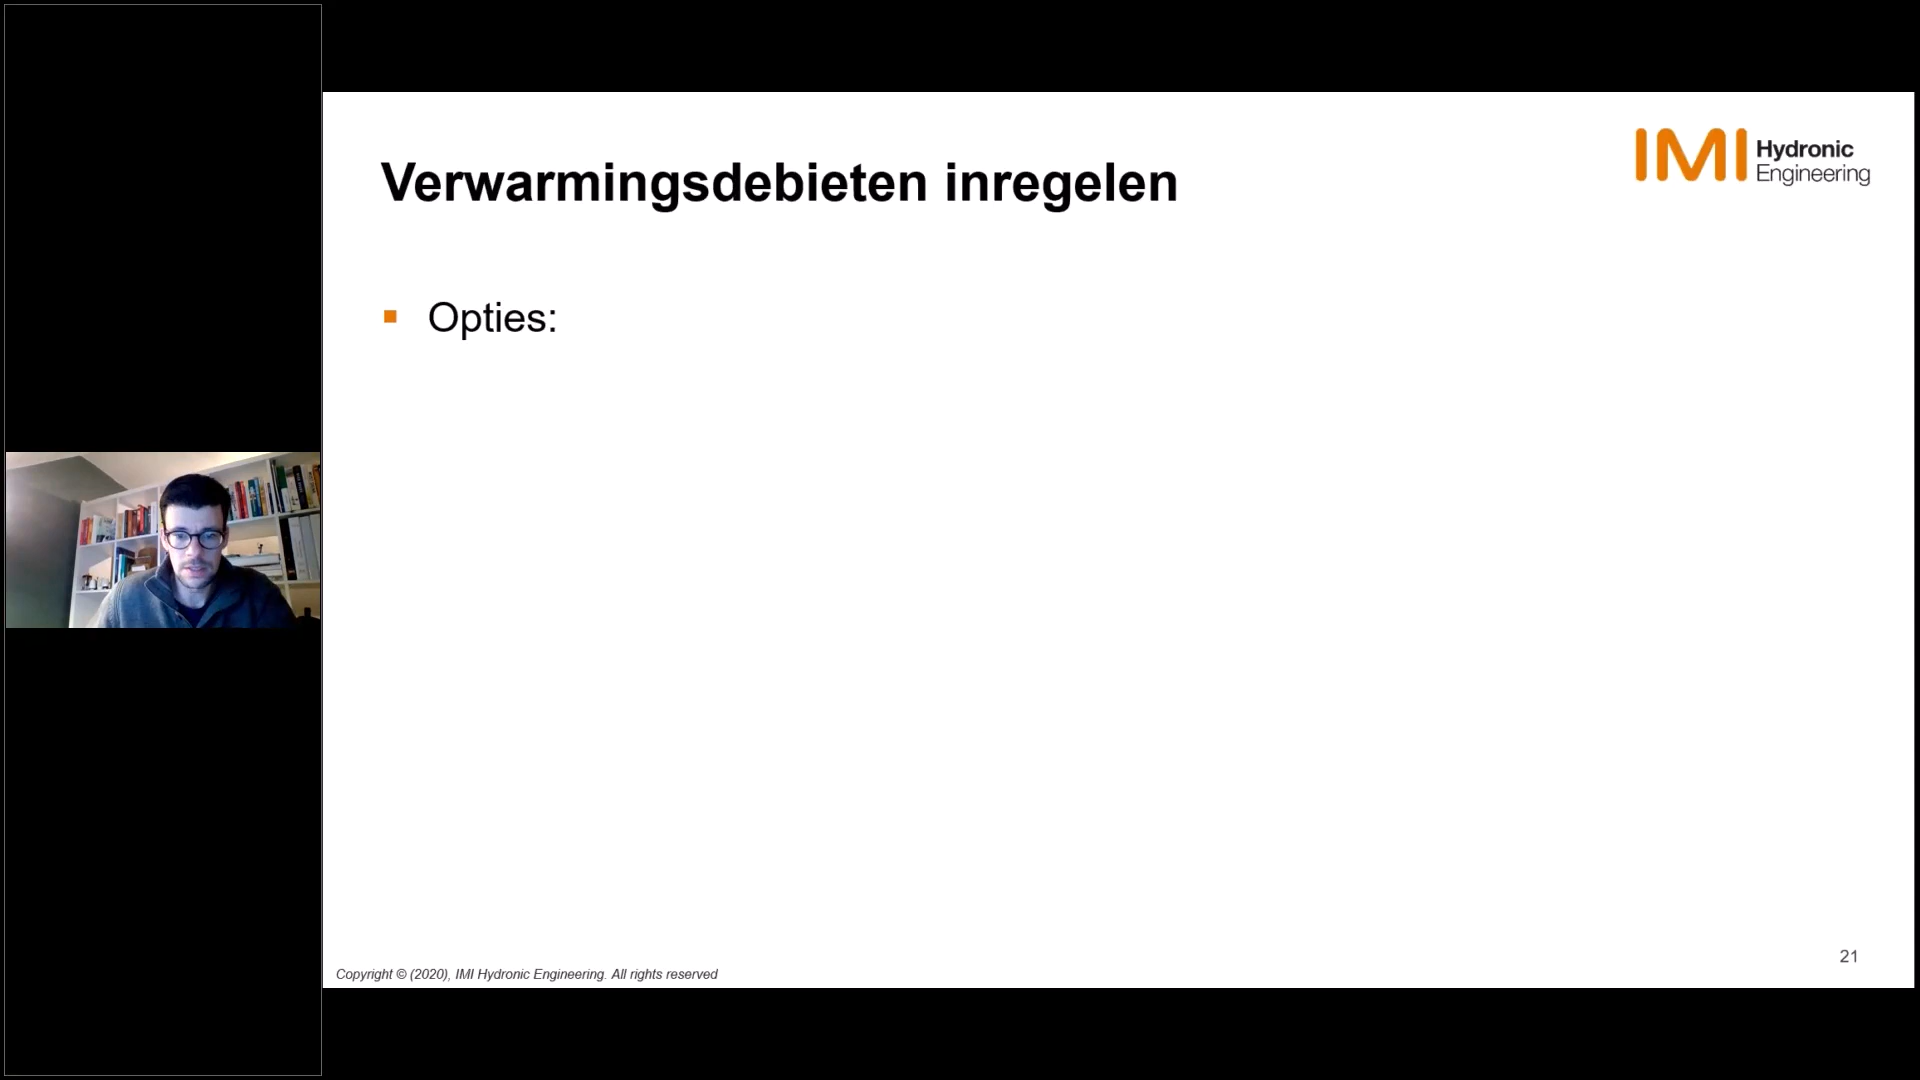 Verwarmingsdebieten inregelen
IMI Hydronic
Engineering
Opties:
21
Copyright © (2020), IMI Hydronic Engineering. All rights reserved